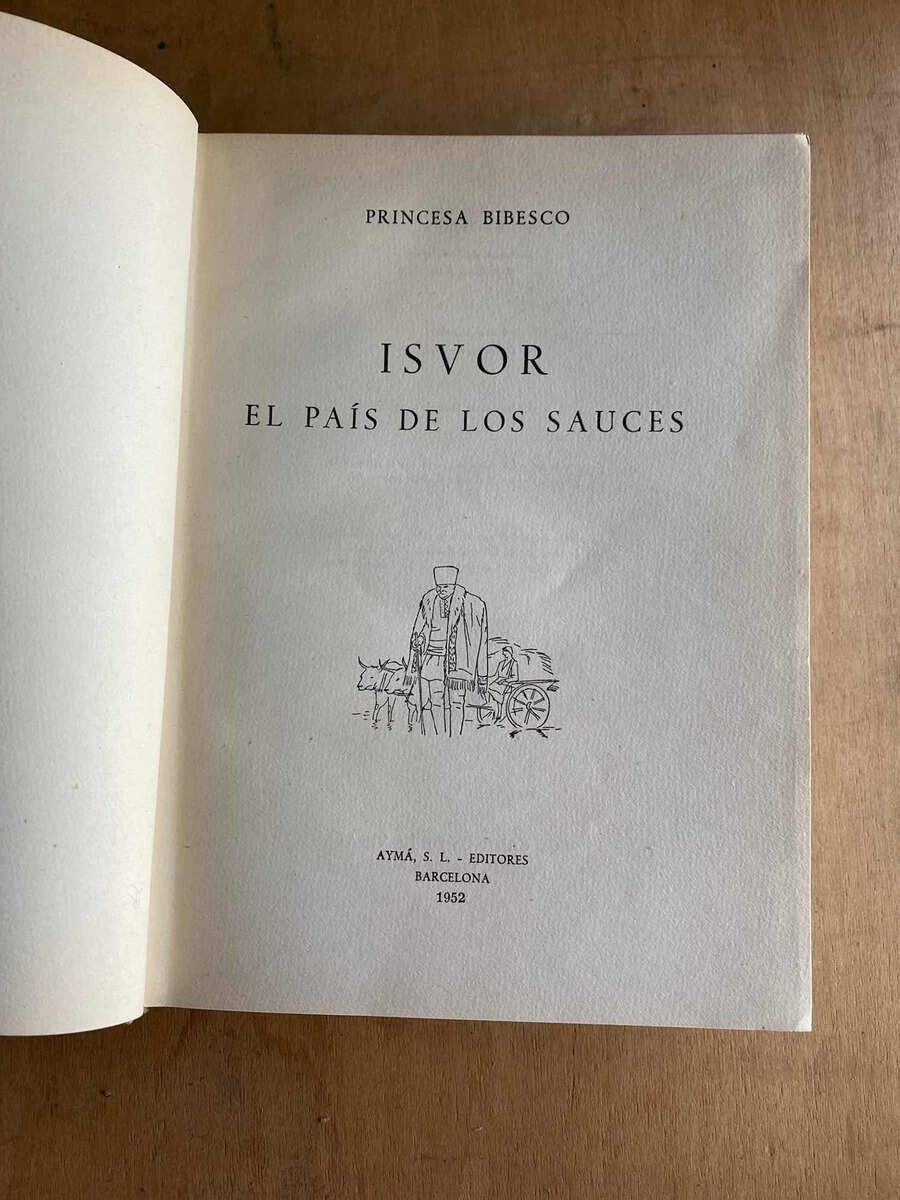 PRINCESA BIBESCO
ISVOR
EL PAÍS DE LOS SAUCES
AYMÁ, S. L. - EDITORES
BARCELONA
1952